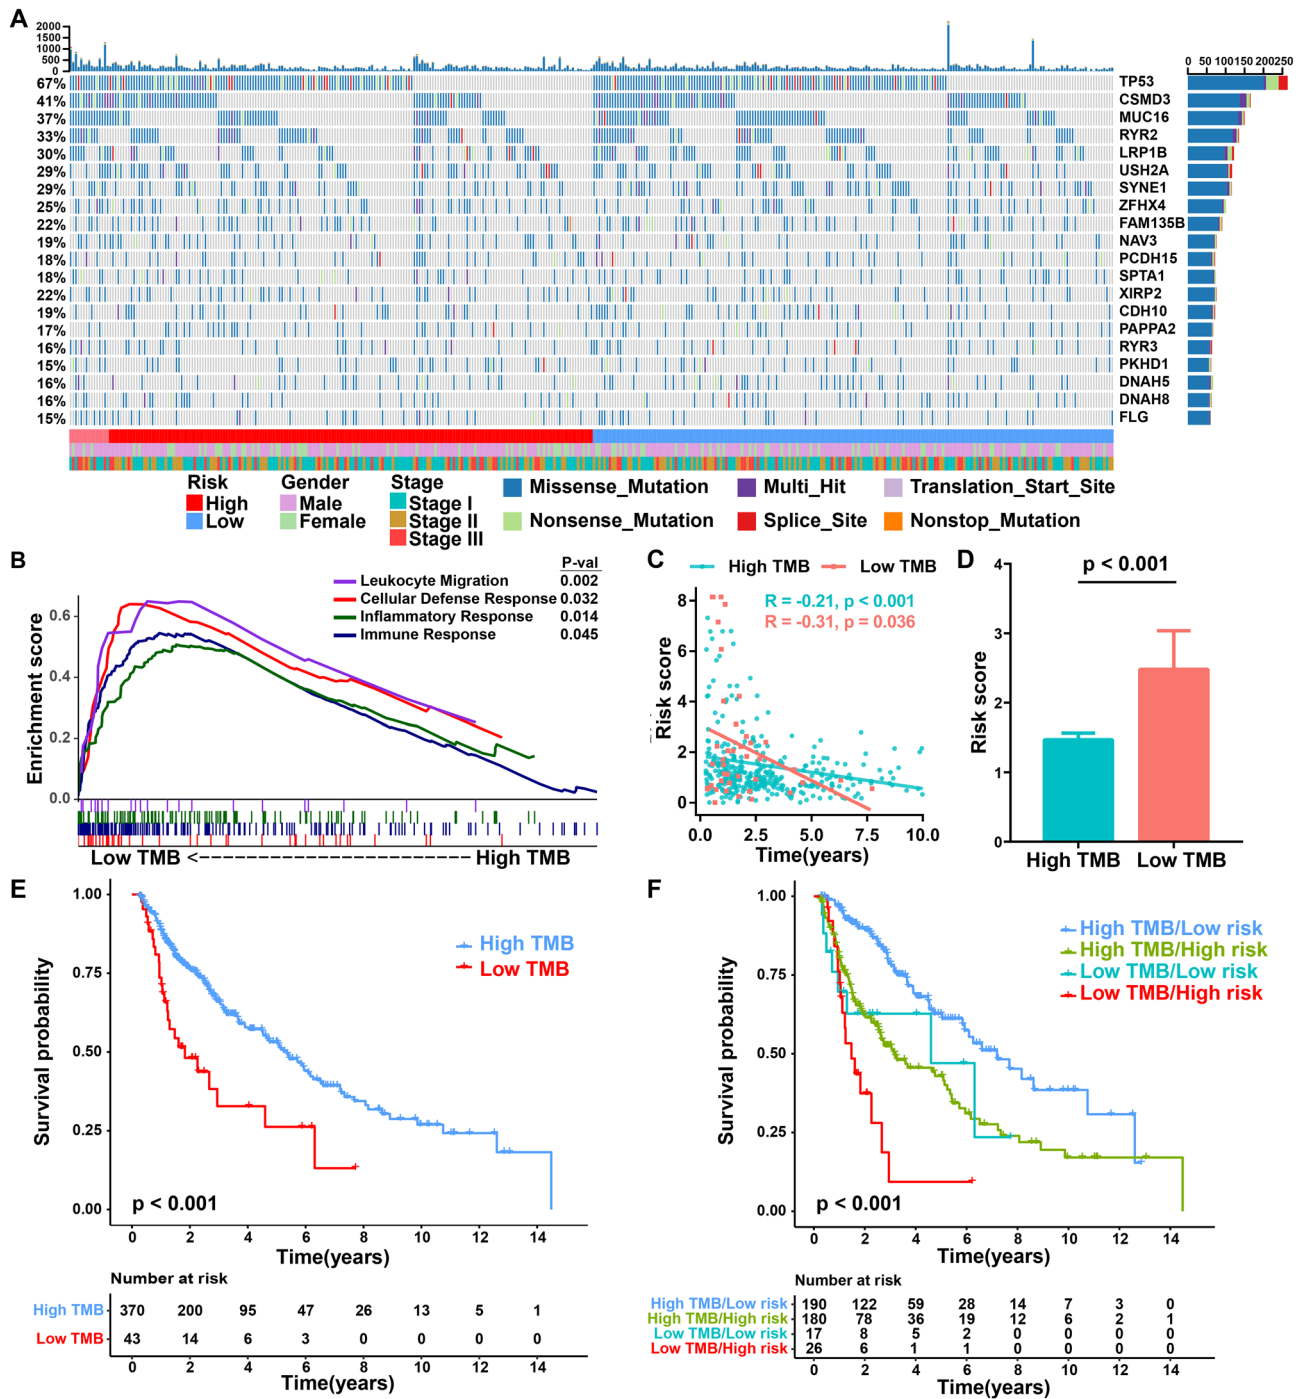 A
2000
1500
1000
500
0
0 50 100 150 200 250
67% TP53
41% CSMD3
37% MUC16
33% RYR2
30% LRP1B
29% USH2A
29% SYNE1
25% ZFHX4
22% FAM135B
19% NAV3
18% PCDH15
18% SPTA1
22% XIRP2
19% CDH10
17% PAPPA2
16% RYR3
15% PKHD1
16% DNAH5
16% DNAH8
15% FLG
Risk Gender Stage
High Male Stage I Missense_Mutation Multi_Hit Translation_Start_Site
Low Female Stage II Nonsense_Mutation Splice_Site Nonstop_Mutation
Stage III
B
P-val
Leukocyte Migration 0.002
Cellular Defense Response 0.032
Inflammatory Response 0.014
Immune Response 0.045
Enrichment score
0.6
0.4
0.2
0.0
Low TMB <-------------------- High TMB
C
High TMB Low TMB
R = -0.21, p < 0.001
R = -0.31, p = 0.036
Risk score
8
6
4
2
0
0.0 2.5 5.0 7.5 10.0
Time(years)
D
p < 0.001
Risk score
4
3
2
1
0
High TMB Low TMB
E
High TMB
Low TMB
Survival probability
1.00
0.75
0.50
0.25
0.00
p < 0.001
0 2 4 6 8 10 12 14
Time(years)
Number at risk
High TMB 370 200 95 47 26 13 5 1
Low TMB 43 14 6 3 0 0 0 0
0 2 4 6 8 10 12 14
Time(years)
F
High TMB/Low risk
High TMB/High risk
Low TMB/Low risk
Low TMB/High risk
Survival probability
1.00
0.75
0.50
0.25
0.00
p < 0.001
0 2 4 6 8 10 12 14
Time(years)
Number at risk
High TMB/Low risk 190 122 59 28 14 7 3 0
High TMB/High risk 180 78 36 19 12 6 2 1
Low TMB/Low risk 17 8 5 2 0 0 0 0
Low TMB/High risk 26 6 1 1 0 0 0 0
0 2 4 6 8 10 12 14
Time(years)